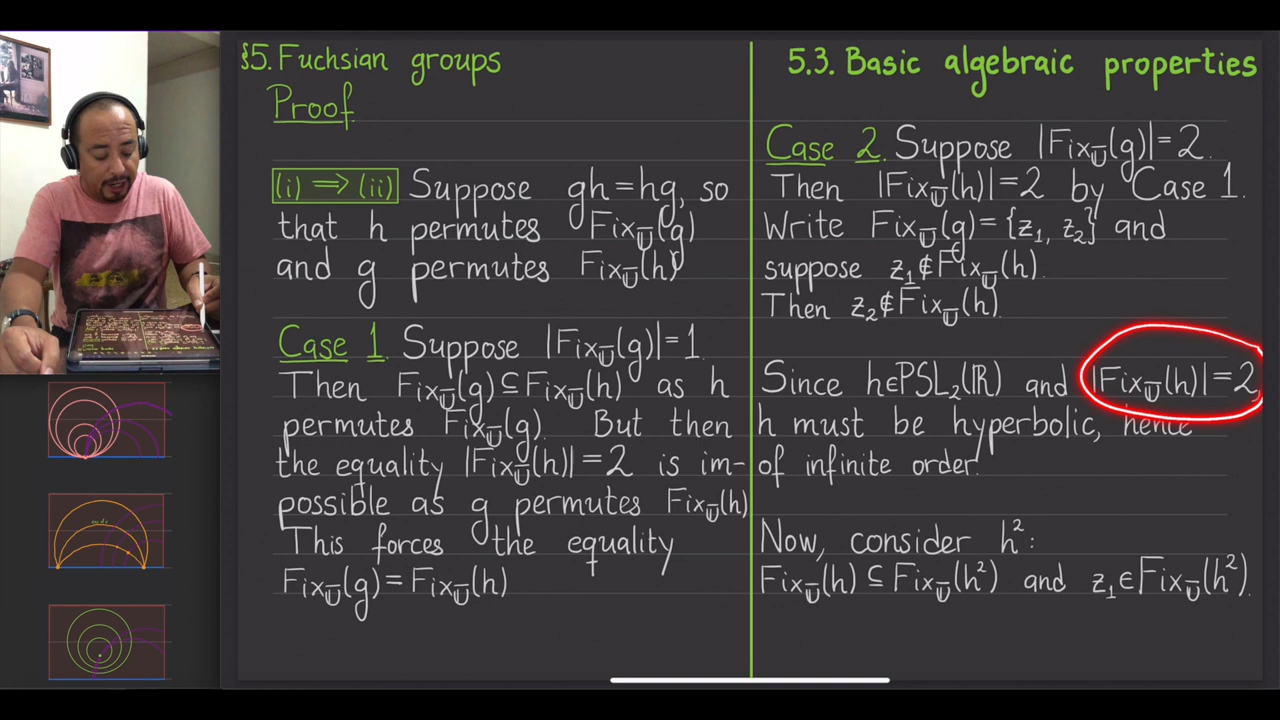 §5. Fuchsian groups
Proof
(i) ⟹ (ii) Suppose gh=hg, so
that h permutes Fix_Ū(g)
and g permutes Fix_Ū(h)
Case 1. Suppose |Fix_Ū(g)|=1.
Then Fix_Ū(g)⊆Fix_Ū(h) as h
permutes Fix_Ū(g). But then
the equality |Fix_Ū(h)|=2 is im-
possible as g permutes Fix_Ū(h)
This forces the equality
Fix_Ū(g)=Fix_Ū(h)
5.3. Basic algebraic properties
Case 2. Suppose |Fix_Ū(g)|=2.
Then |Fix_Ū(h)|=2 by Case 1.
Write Fix_Ū(g)={z₁, z₂} and
suppose z₁∉Fix_Ū(h).
Then z₂∉Fix_Ū(h).
Since h∈PSL₂(ℝ) and |Fix_Ū(h)|=2,
h must be hyperbolic, hence
of infinite order.
Now, consider h²:
Fix_Ū(h)⊆Fix_Ū(h²) and z₁∈Fix_Ū(h²).